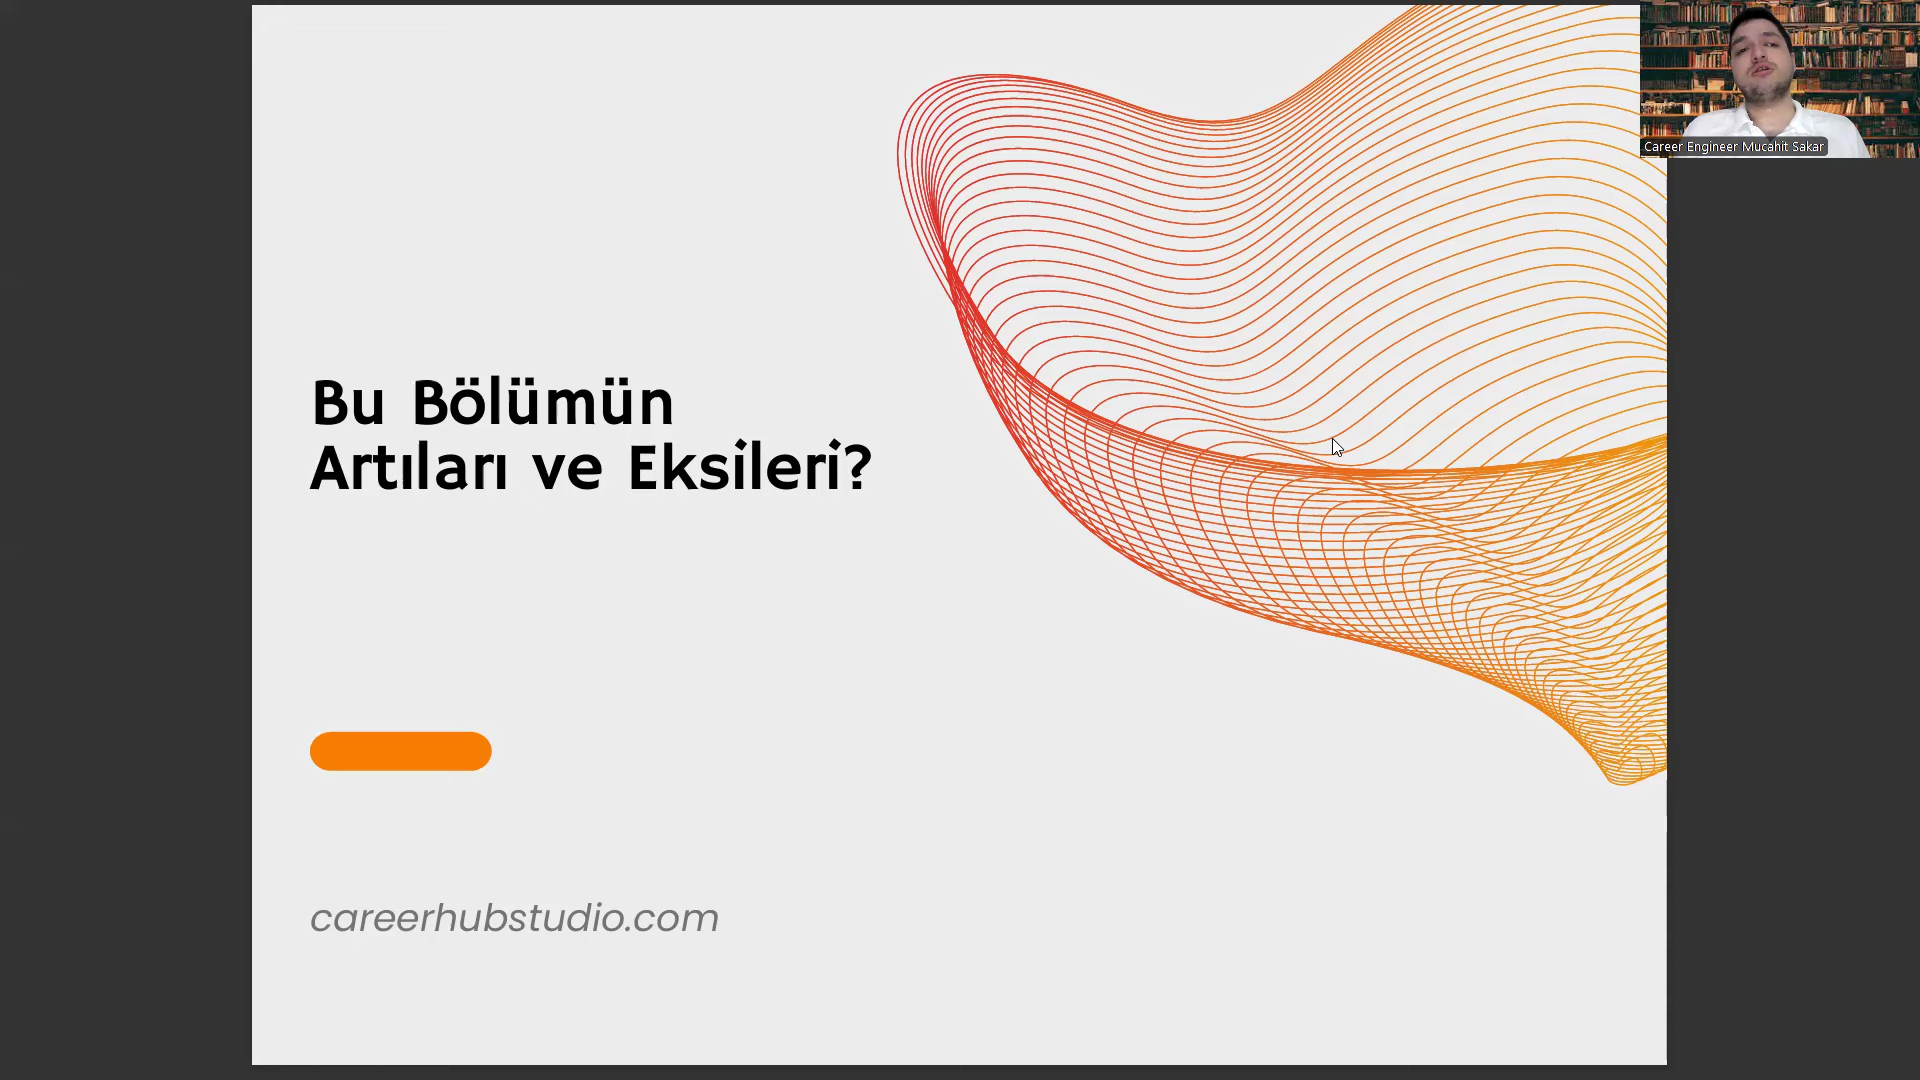 Bu Bölümün
Artıları ve Eksileri?
careerhubstudio.com
Career Engineer Mucahit Sakar